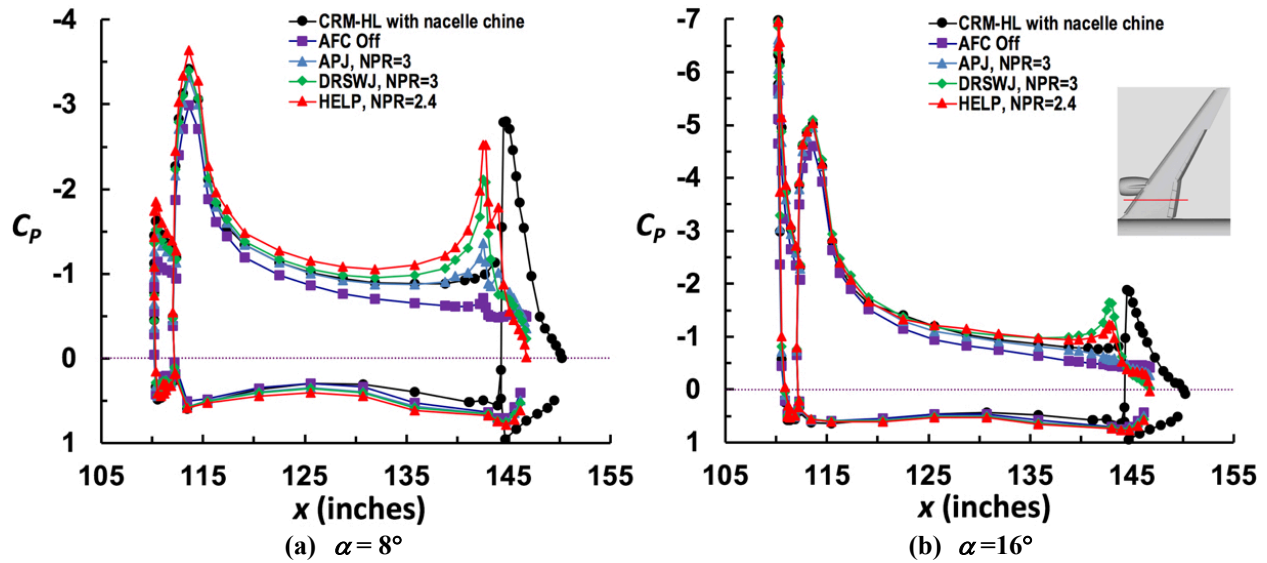 -4
-3
-2
-1
0
1
C_P
CRM-HL with nacelle chine
AFC Off
APJ, NPR=3
DRSWJ, NPR=3
HELP, NPR=2.4
105 115 125 135 145 155
x (inches)
(a) α = 8°
-7
-6
-5
-4
-3
-2
-1
0
1
C_P
CRM-HL with nacelle chine
AFC Off
APJ, NPR=3
DRSWJ, NPR=3
HELP, NPR=2.4
105 115 125 135 145 155
x (inches)
(b) α =16°